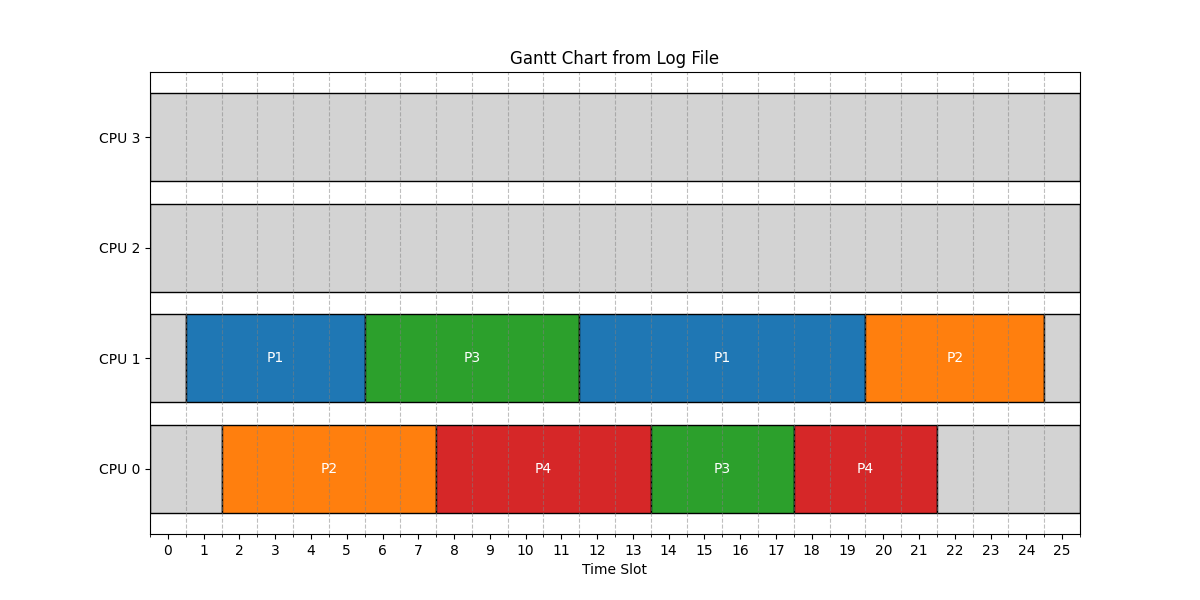 Gantt Chart from Log File
CPU 3
CPU 2
CPU 1 P1 P3 P1 P2
CPU 0 P2 P4 P3 P4
0 1 2 3 4 5 6 7 8 9 10 11 12 13 14 15 16 17 18 19 20 21 22 23 24 25
Time Slot